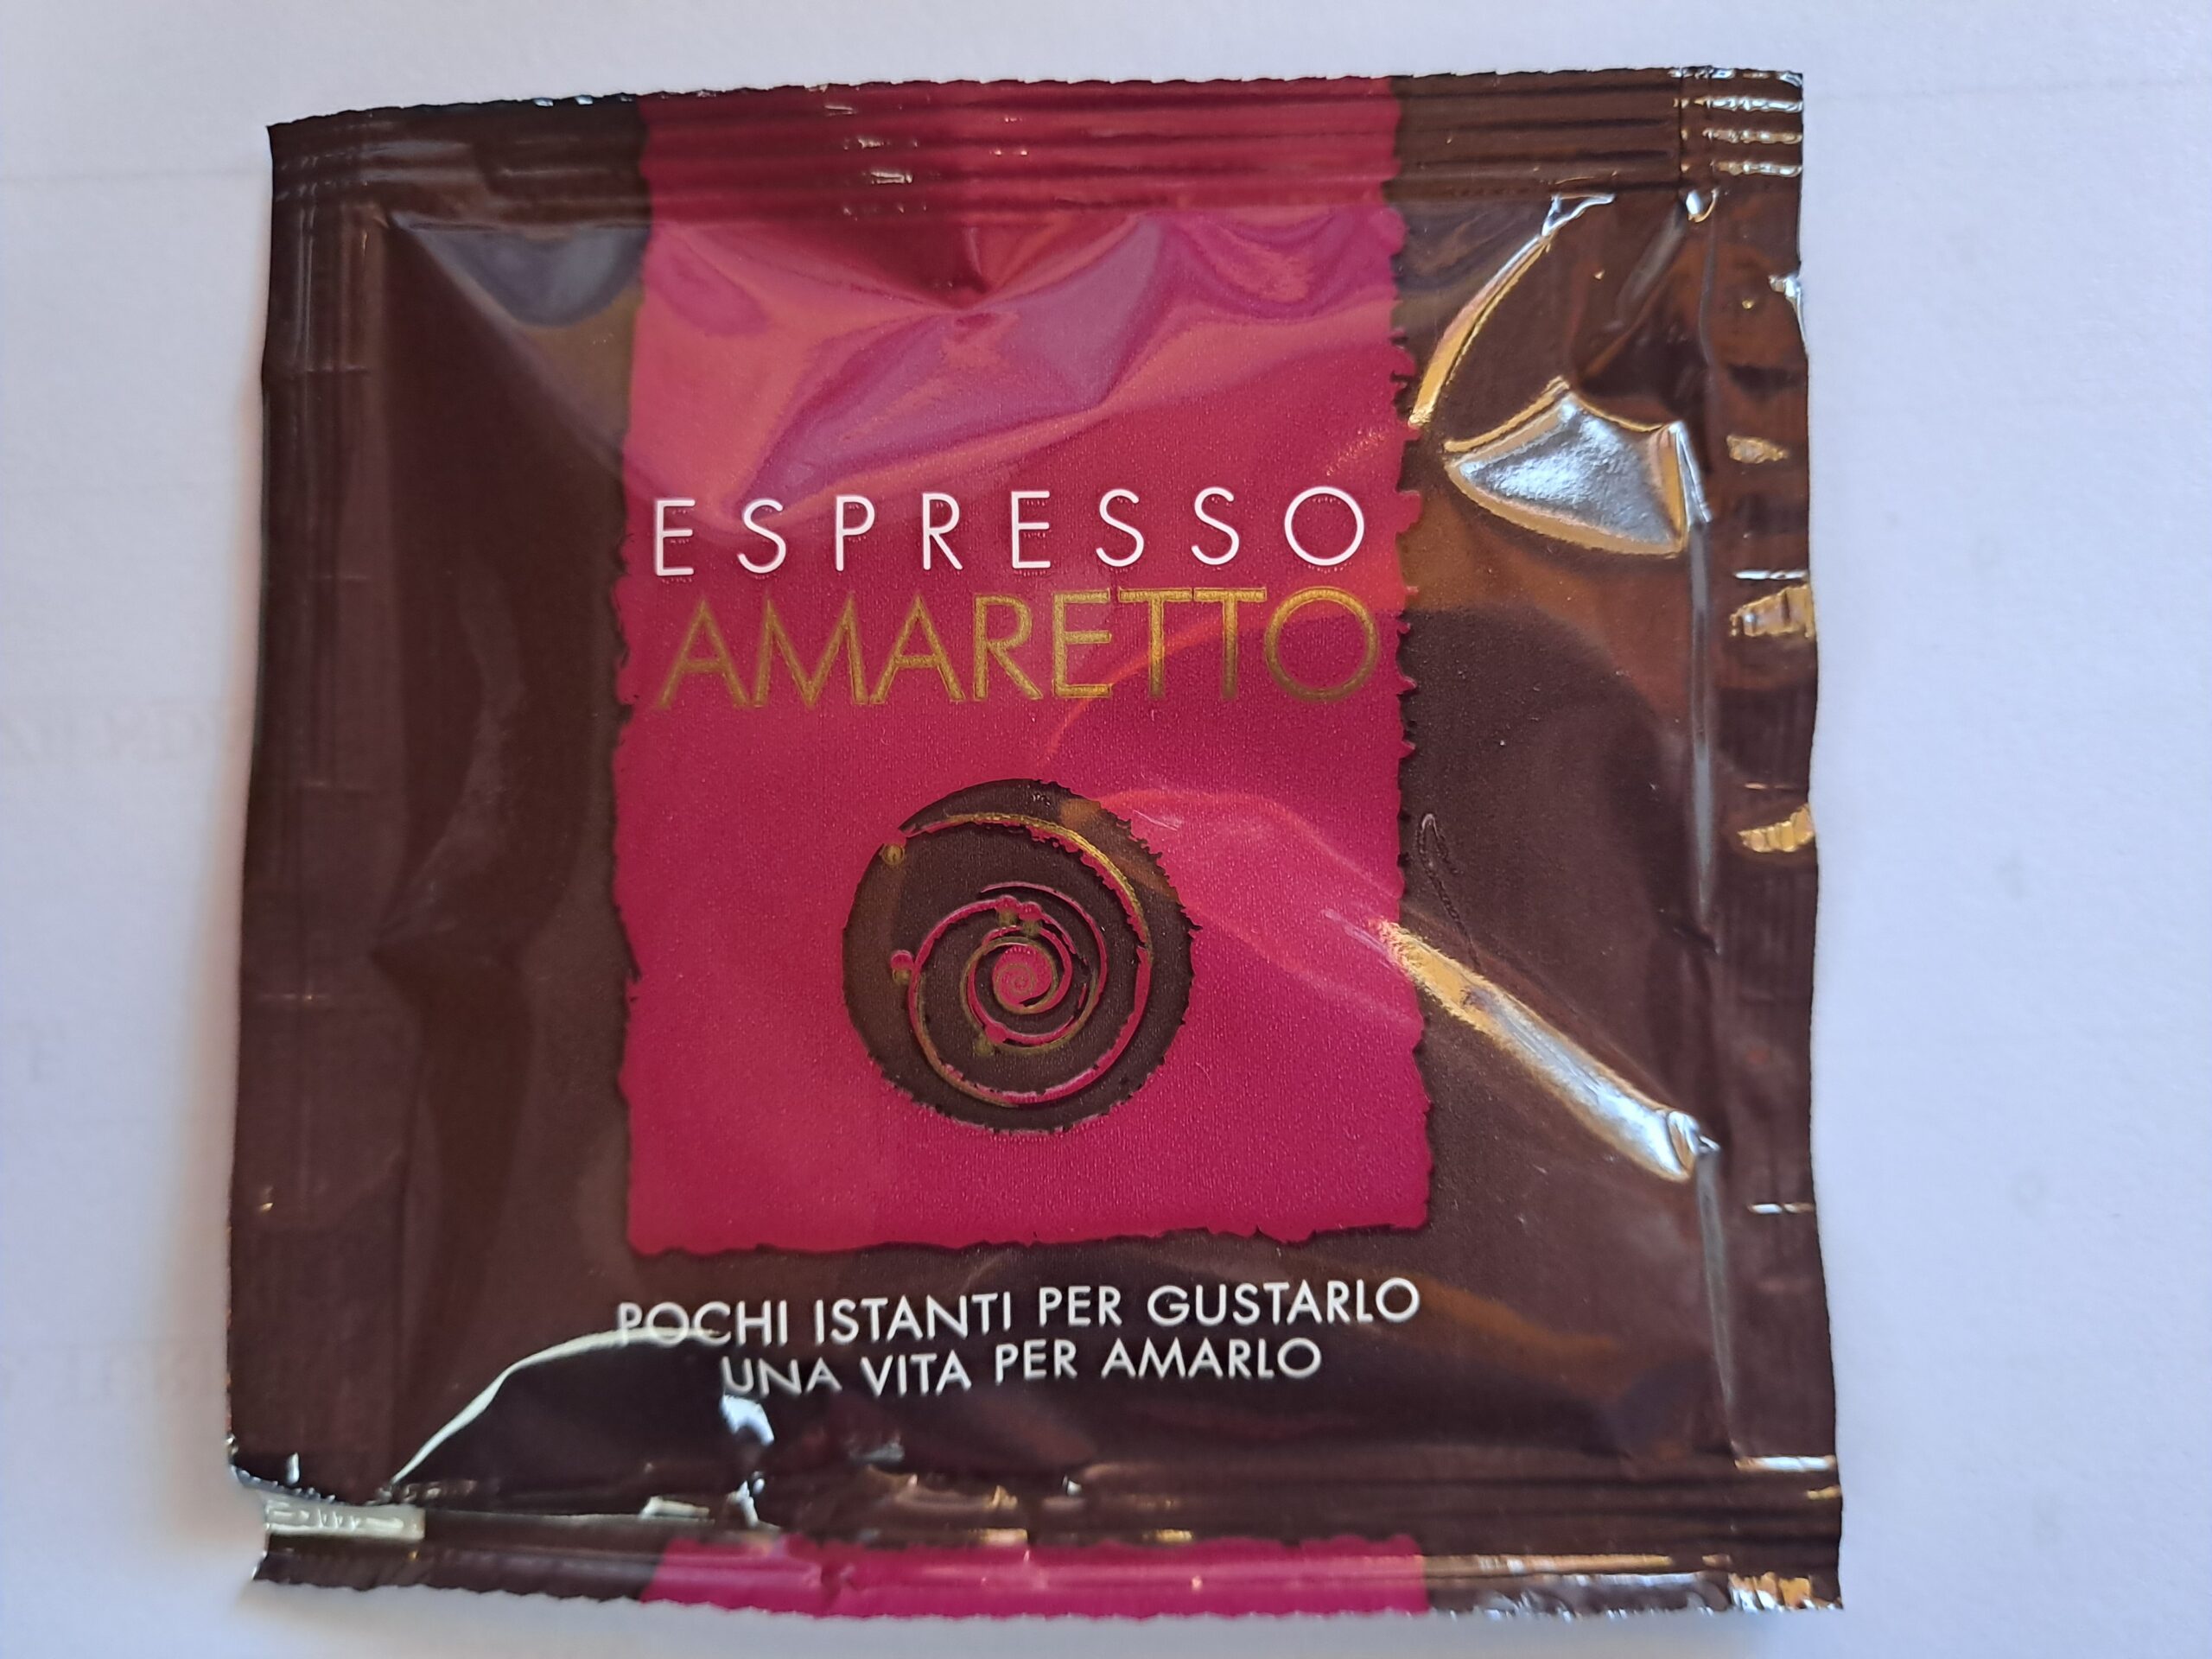 ESPRESSO
AMARETTO
POCHI ISTANTI PER GUSTARLO
UNA VITA PER AMARLO